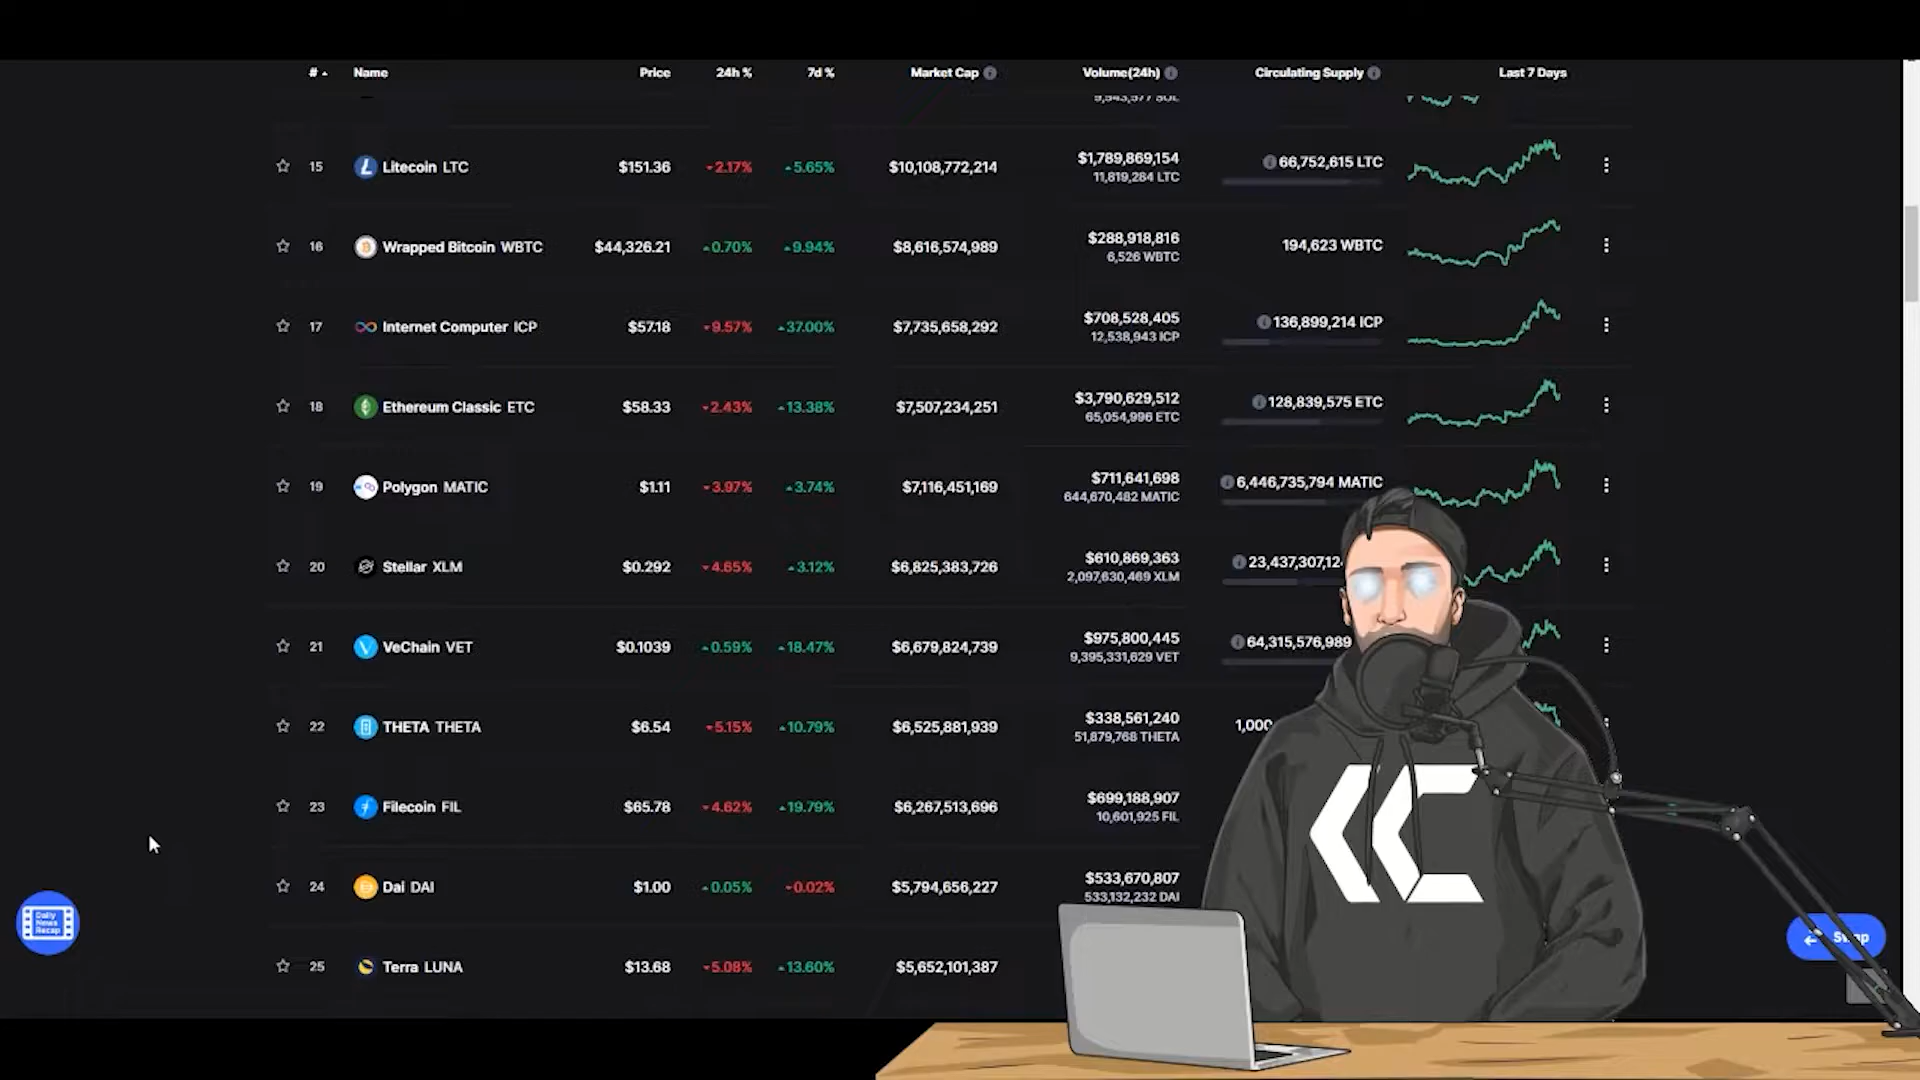 # Name Price 24h % 7d % Market Cap Volume(24h) Circulating Supply Last 7 Days
9,543,577 SOL
15 Litecoin LTC $151.36 2.17% 5.65% $10,108,772,214 $1,789,869,154 66,752,615 LTC
11,819,284 LTC
16 Wrapped Bitcoin WBTC $44,326.21 0.70% 9.94% $8,616,574,989 $288,918,816 194,623 WBTC
6,526 WBTC
17 Internet Computer ICP $57.18 9.57% 37.00% $7,735,658,292 $708,528,405 136,899,214 ICP
12,538,943 ICP
18 Ethereum Classic ETC $58.33 2.43% 13.38% $7,507,234,251 $3,790,629,512 128,839,575 ETC
65,054,996 ETC
19 Polygon MATIC $1.11 3.97% 3.74% $7,116,451,169 $711,641,698 6,446,735,794 MATIC
644,670,482 MATIC
20 Stellar XLM $0.292 4.65% 3.12% $6,825,383,726 $610,869,363 23,437,307,12
2,097,630,469 XLM
21 VeChain VET $0.1039 0.59% 18.47% $6,679,824,739 $975,800,445 64,315,576,989
9,395,331,629 VET
22 THETA THETA $6.54 5.15% 10.79% $6,525,881,939 $338,561,240 1,000
51,879,768 THETA
23 Filecoin FIL $65.78 4.62% 19.79% $6,267,513,696 $699,188,907
10,601,925 FIL
24 Dai DAI $1.00 0.05% 0.02% $5,794,656,227 $533,670,807
533,132,232 DAI
25 Terra LUNA $13.68 5.08% 13.60% $5,652,101,387
Daily
News
Recap